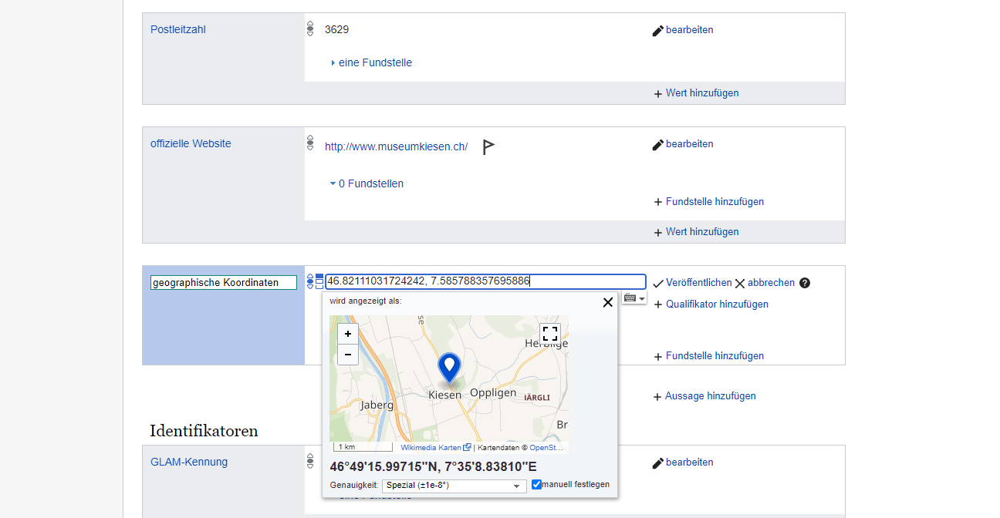 Postleitzahl
3629
bearbeiten
eine Fundstelle
+ Wert hinzufügen
offizielle Website
http://www.museumkiesen.ch/
bearbeiten
0 Fundstellen
+ Fundstelle hinzufügen
+ Wert hinzufügen
geographische Koordinaten
46.82111031724242, 7.585788357695886
Veröffentlichen
abbrechen
?
+ Qualifikator hinzufügen
wird angezeigt als:
+
−
se
Herblige
Kiesen
Oppligen
Jaberg
BÄRGLI
Br
1 km
Wikimedia Karten | Kartendaten © OpenSt...
46°49'15.99715"N, 7°35'8.83810"E
Genauigkeit:
Spezial (±1e-8°)
manuell festlegen
+ Fundstelle hinzufügen
+ Aussage hinzufügen
Identifikatoren
GLAM-Kennung
bearbeiten